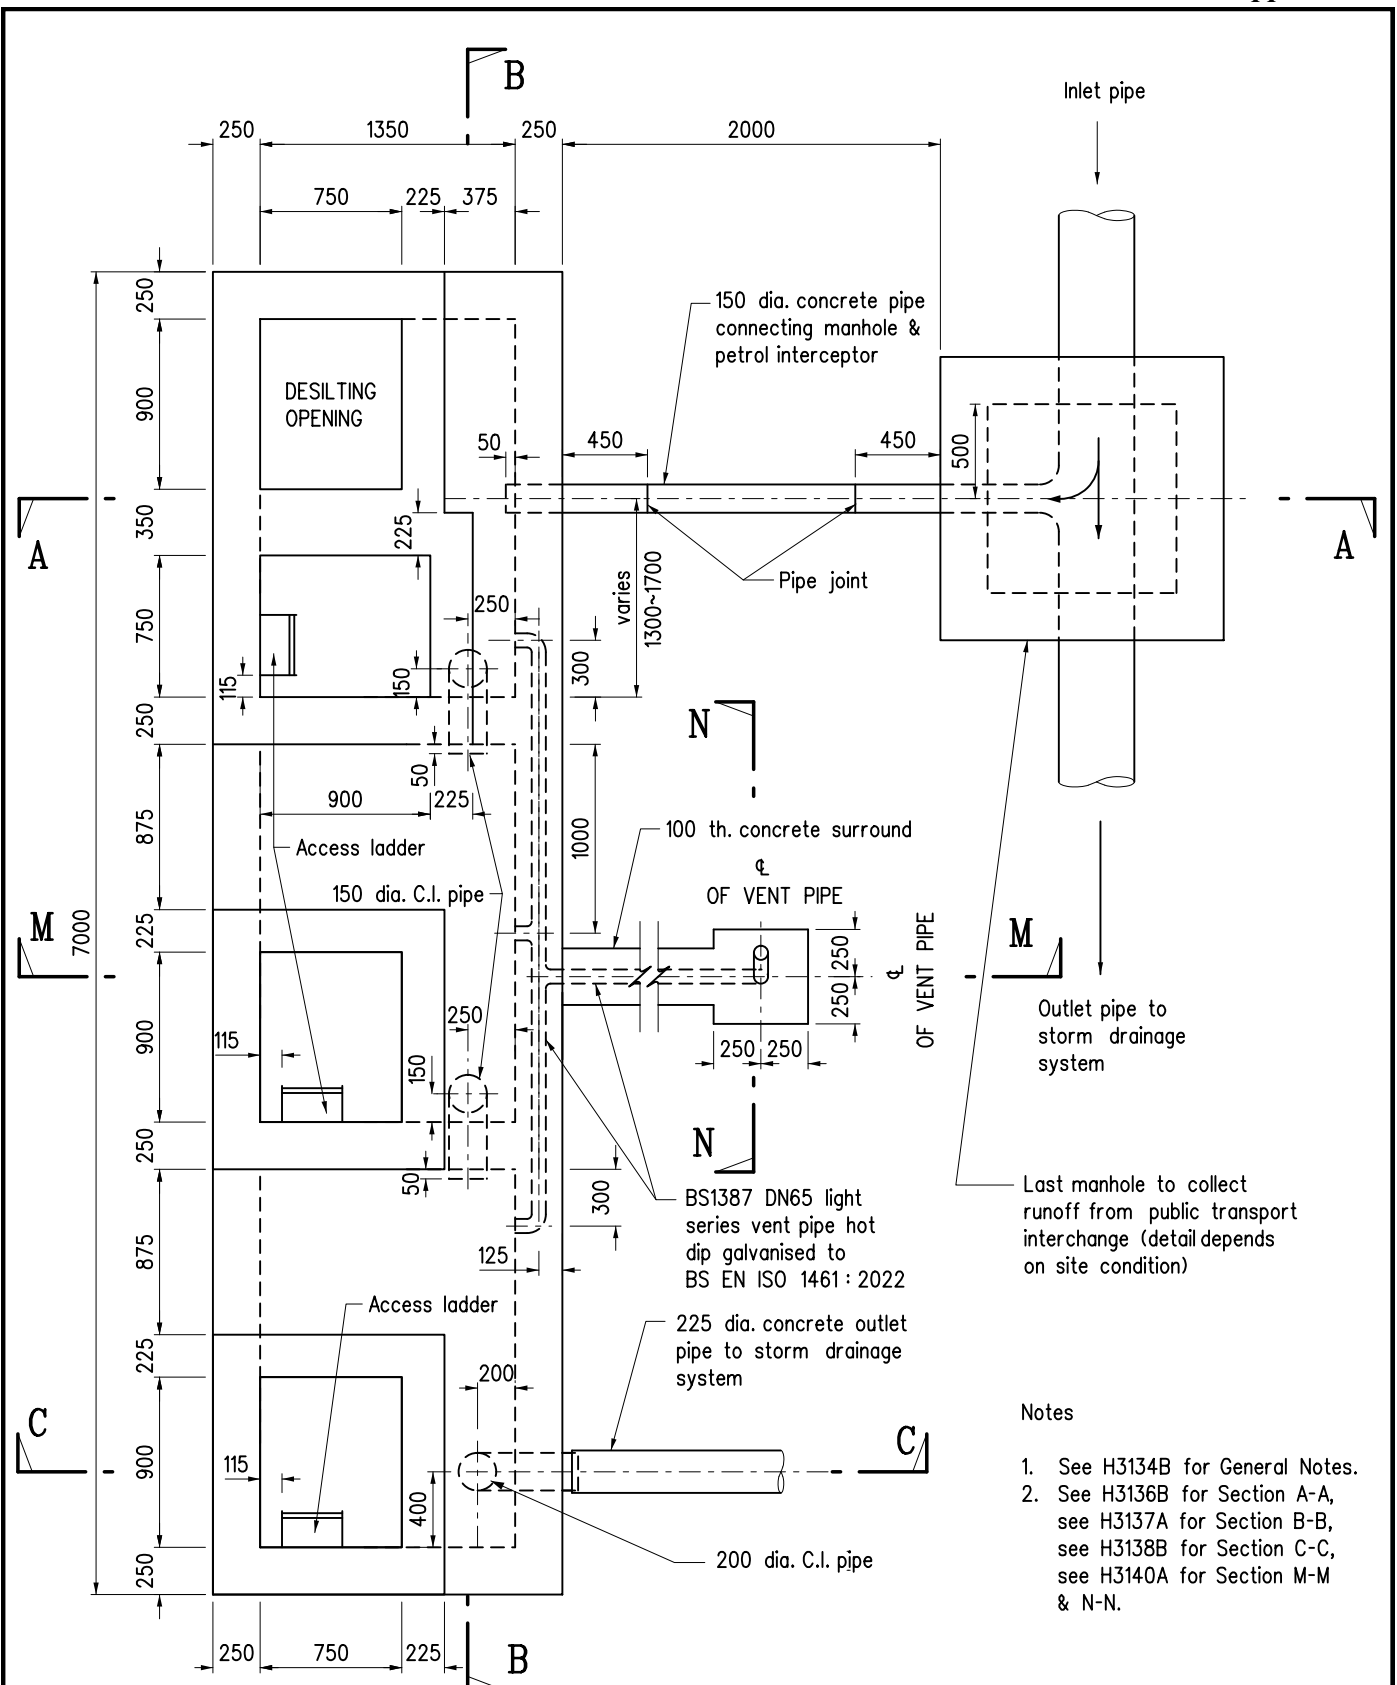 B
Inlet pipe
250 1350 250 2000
750 225 375
250
150 dia. concrete pipe
connecting manhole &
petrol interceptor
DESILTING
OPENING
900
50 450 450 500
A 350 225 A
Pipe joint
varies
1300~1700
250
750
115 150 300
N
250
50
900 225
875
1000
100 th. concrete surround
Access ladder
℄
OF VENT PIPE
150 dia. C.I. pipe
7000
M 225 M
℄
OF VENT PIPE
250
250
Outlet pipe to
storm drainage
system
900 250
115 150
250 250
N
250
50 300
BS1387 DN65 light
series vent pipe hot
dip galvanised to
BS EN ISO 1461 : 2022
Last manhole to collect
runoff from public transport
interchange (detail depends
on site condition)
875
125
Access ladder
225 dia. concrete outlet
pipe to storm drainage
system
225
200
C C
900
115 400
200 dia. C.I. pipe
250
250 750 225
B
Notes
1. See H3134B for General Notes.
2. See H3136B for Section A-A,
see H3137A for Section B-B,
see H3138B for Section C-C,
see H3140A for Section M-M
& N-N.